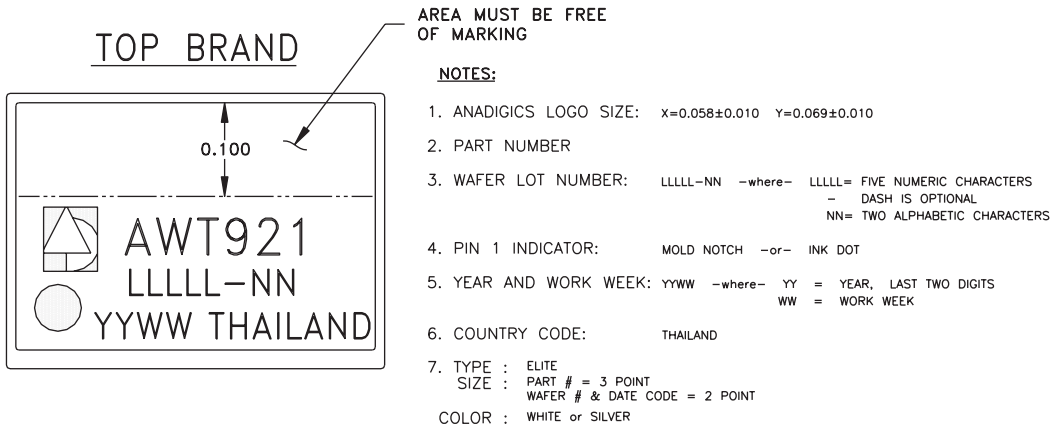 TOP BRAND
AREA MUST BE FREE
OF MARKING
0.100
AWT921
LLLLL-NN
YYWW THAILAND
NOTES:
1. ANADIGICS LOGO SIZE: X=0.058±0.010 Y=0.069±0.010
2. PART NUMBER
3. WAFER LOT NUMBER: LLLLL-NN -where- LLLLL= FIVE NUMERIC CHARACTERS
- DASH IS OPTIONAL
NN= TWO ALPHABETIC CHARACTERS
4. PIN 1 INDICATOR: MOLD NOTCH -or- INK DOT
5. YEAR AND WORK WEEK: YYWW -where- YY = YEAR, LAST TWO DIGITS
WW = WORK WEEK
6. COUNTRY CODE: THAILAND
7. TYPE : ELITE
SIZE : PART # = 3 POINT
WAFER # & DATE CODE = 2 POINT
COLOR : WHITE or SILVER